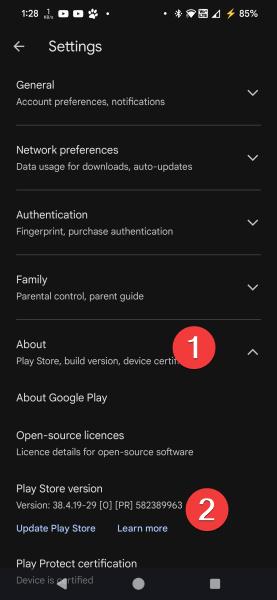 1:28 1 KB/s 85%
Settings
General
Account preferences, notifications
Network preferences
Data usage for downloads, auto-updates
Authentication
Fingerprint, purchase authentication
Family
Parental control, parent guide
1
About
Play Store, build version, device certif
About Google Play
Open-source licences
Licence details for open-source software
Play Store version
Version: 38.4.19-29 [O] [PR] 582389963
2
Update Play Store Learn more
Play Protect certification
Device is certified